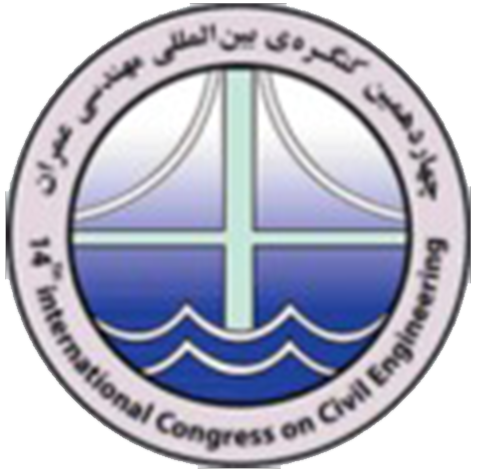 چهاردهمین کنگره‌ی بین‌المللی مهندسی عمران
14th international Congress on Civil Engineering